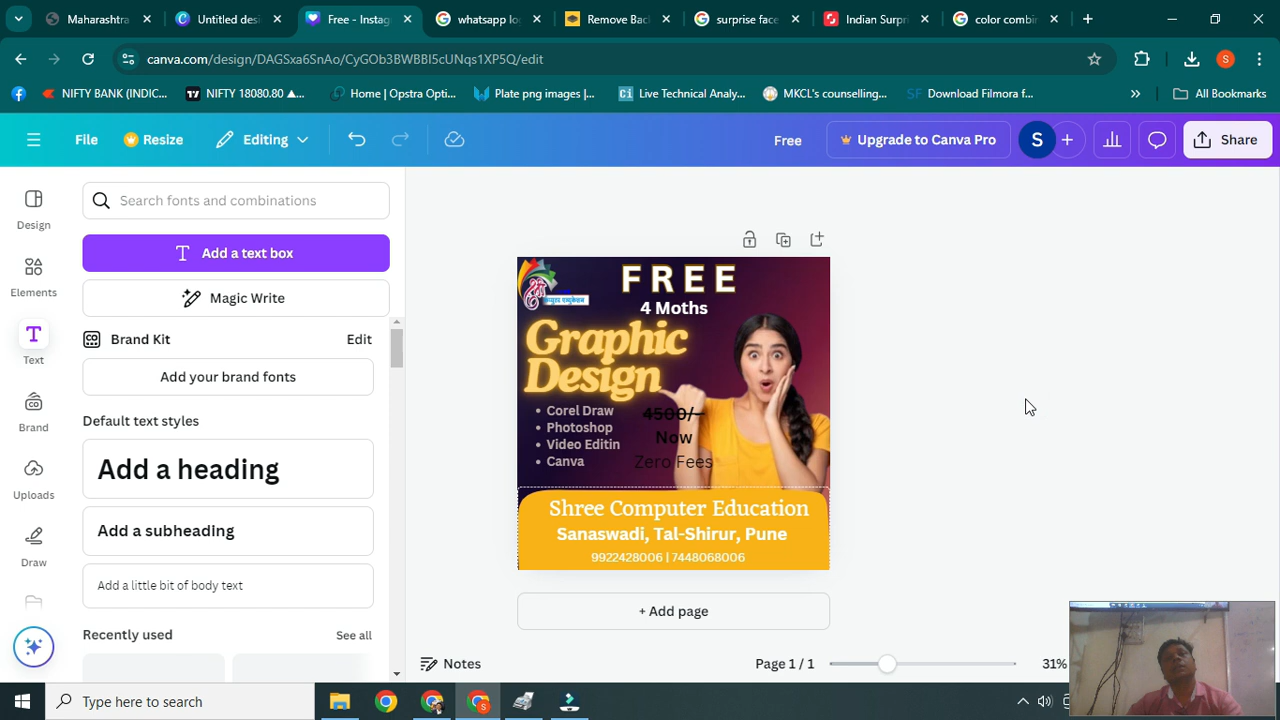 Maharashtra
Untitled desi
Free - Instag
whatsapp lo
Remove Bac
surprise face
Indian Surpr
color combi
canva.com/design/DAGSxa6SnAo/CyGOb3BWBBI5cUNqs1XP5Q/edit
S
NIFTY BANK (INDIC...
NIFTY 18080.80 ▲...
Home | Opstra Opti...
Plate png images |...
Live Technical Analy...
MKCL's counselling...
Download Filmora f...
All Bookmarks
File
Resize
Editing
Free
Upgrade to Canva Pro
S
Share
Design
Elements
Text
Brand
Uploads
Draw
Search fonts and combinations
Add a text box
Magic Write
Brand Kit
Edit
Add your brand fonts
Default text styles
Add a heading
Add a subheading
Add a little bit of body text
Recently used
See all
FREE
4 Moths
Graphic
Design
Corel Draw
Photoshop
Video Editin
Canva
4500/-
Now
Zero Fees
Shree Computer Education
Sanaswadi, Tal-Shirur, Pune
9922428006 | 7448068006
+ Add page
Notes
Page 1 / 1
31%
Type here to search